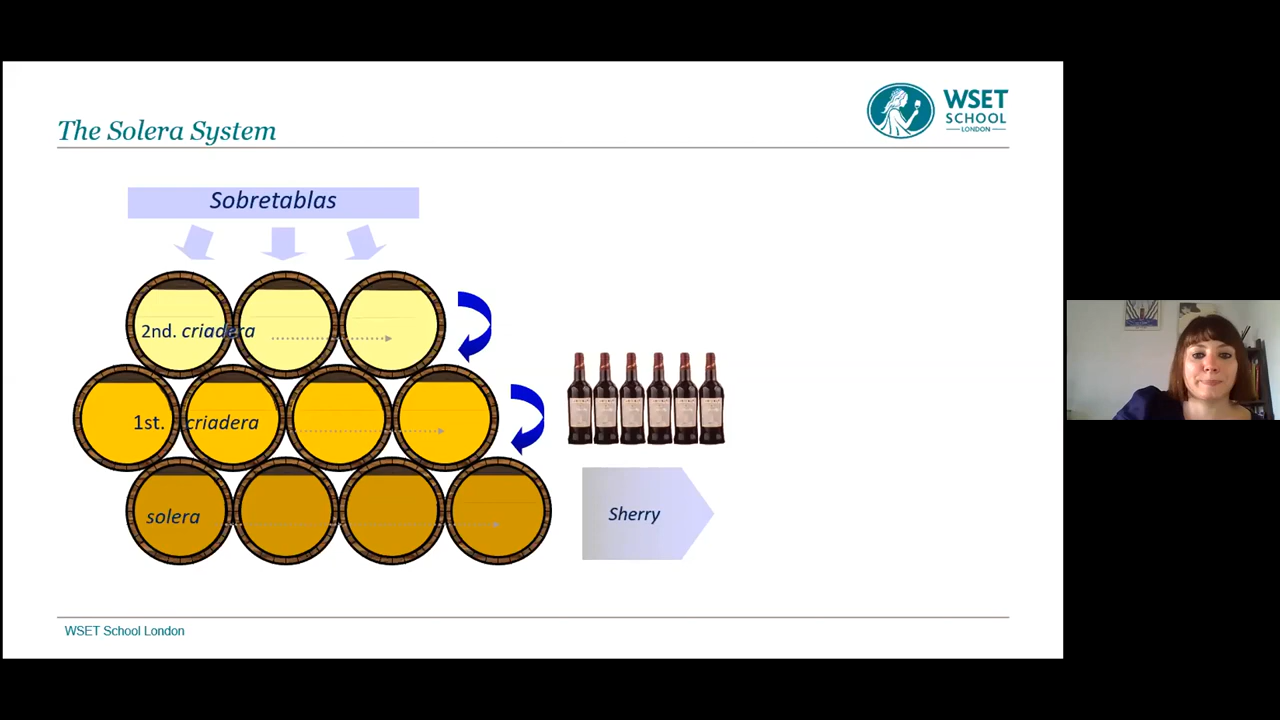 The Solera System
WSET
SCHOOL
LONDON
Sobretablas
2nd. criadera
1st. criadera
solera
Sherry
WSET School London